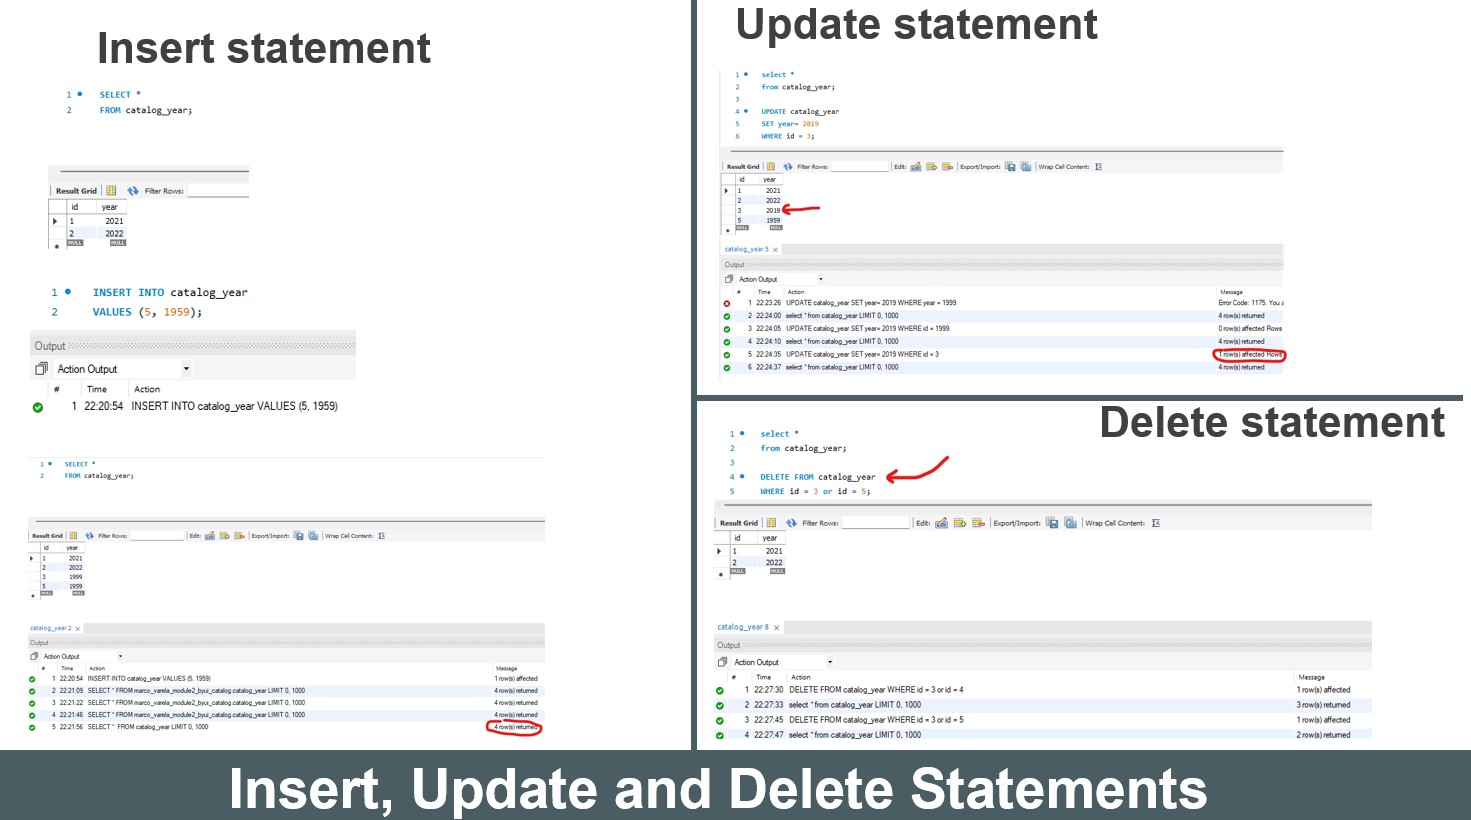 Insert statement
1 SELECT *
2 FROM catalog_year;
Result Grid Filter Rows:
id year
1 2021
2 2022
NULL NULL
1 INSERT INTO catalog_year
2 VALUES (5, 1959);
Output
Action Output
# Time Action
1 22:20:54 INSERT INTO catalog_year VALUES (5, 1959)
1 SELECT *
2 FROM catalog_year;
Result Grid Filter Rows: Edit: Export/Import: Wrap Cell Content:
id year
1 2021
2 2022
3 1999
5 1959
NULL NULL
catalog_year 2 x
Output
Action Output
# Time Action Message
1 22:20:54 INSERT INTO catalog_year VALUES (5, 1959) 1 row(s) affected
2 22:21:09 SELECT * FROM marco_varela_module2_byui_catalog.catalog_year LIMIT 0, 1000 4 row(s) returned
3 22:21:22 SELECT * FROM marco_varela_module2_byui_catalog.catalog_year LIMIT 0, 1000 4 row(s) returned
4 22:21:46 SELECT * FROM marco_varela_module2_byui_catalog.catalog_year LIMIT 0, 1000 4 row(s) returned
5 22:21:56 SELECT * FROM catalog_year LIMIT 0, 1000 4 row(s) returned
Update statement
1 select *
2 from catalog_year;
3
4 UPDATE catalog_year
5 SET year= 2019
6 WHERE id = 3;
Result Grid Filter Rows: Edit: Export/Import: Wrap Cell Content:
id year
1 2021
2 2022
3 2019
5 1959
NULL NULL
catalog_year 5 x
Output
Action Output
# Time Action Message
1 22:23:26 UPDATE catalog_year SET year= 2019 WHERE year = 1999 Error Code: 1175. You a
2 22:24:00 select * from catalog_year LIMIT 0, 1000 4 row(s) returned
3 22:24:05 UPDATE catalog_year SET year= 2019 WHERE id = 1999 0 row(s) affected Rows
4 22:24:10 select * from catalog_year LIMIT 0, 1000 4 row(s) returned
5 22:24:35 UPDATE catalog_year SET year= 2019 WHERE id = 3 1 row(s) affected Rows
6 22:24:37 select * from catalog_year LIMIT 0, 1000 4 row(s) returned
Delete statement
1 select *
2 from catalog_year;
3
4 DELETE FROM catalog_year
5 WHERE id = 3 or id = 5;
Result Grid Filter Rows: Edit: Export/Import: Wrap Cell Content:
id year
1 2021
2 2022
NULL NULL
catalog_year 8 x
Output
Action Output
# Time Action Message
1 22:27:30 DELETE FROM catalog_year WHERE id = 3 or id = 4 1 row(s) affected
2 22:27:33 select * from catalog_year LIMIT 0, 1000 3 row(s) returned
3 22:27:45 DELETE FROM catalog_year WHERE id = 3 or id = 5 1 row(s) affected
4 22:27:47 select * from catalog_year LIMIT 0, 1000 2 row(s) returned
Insert, Update and Delete Statements